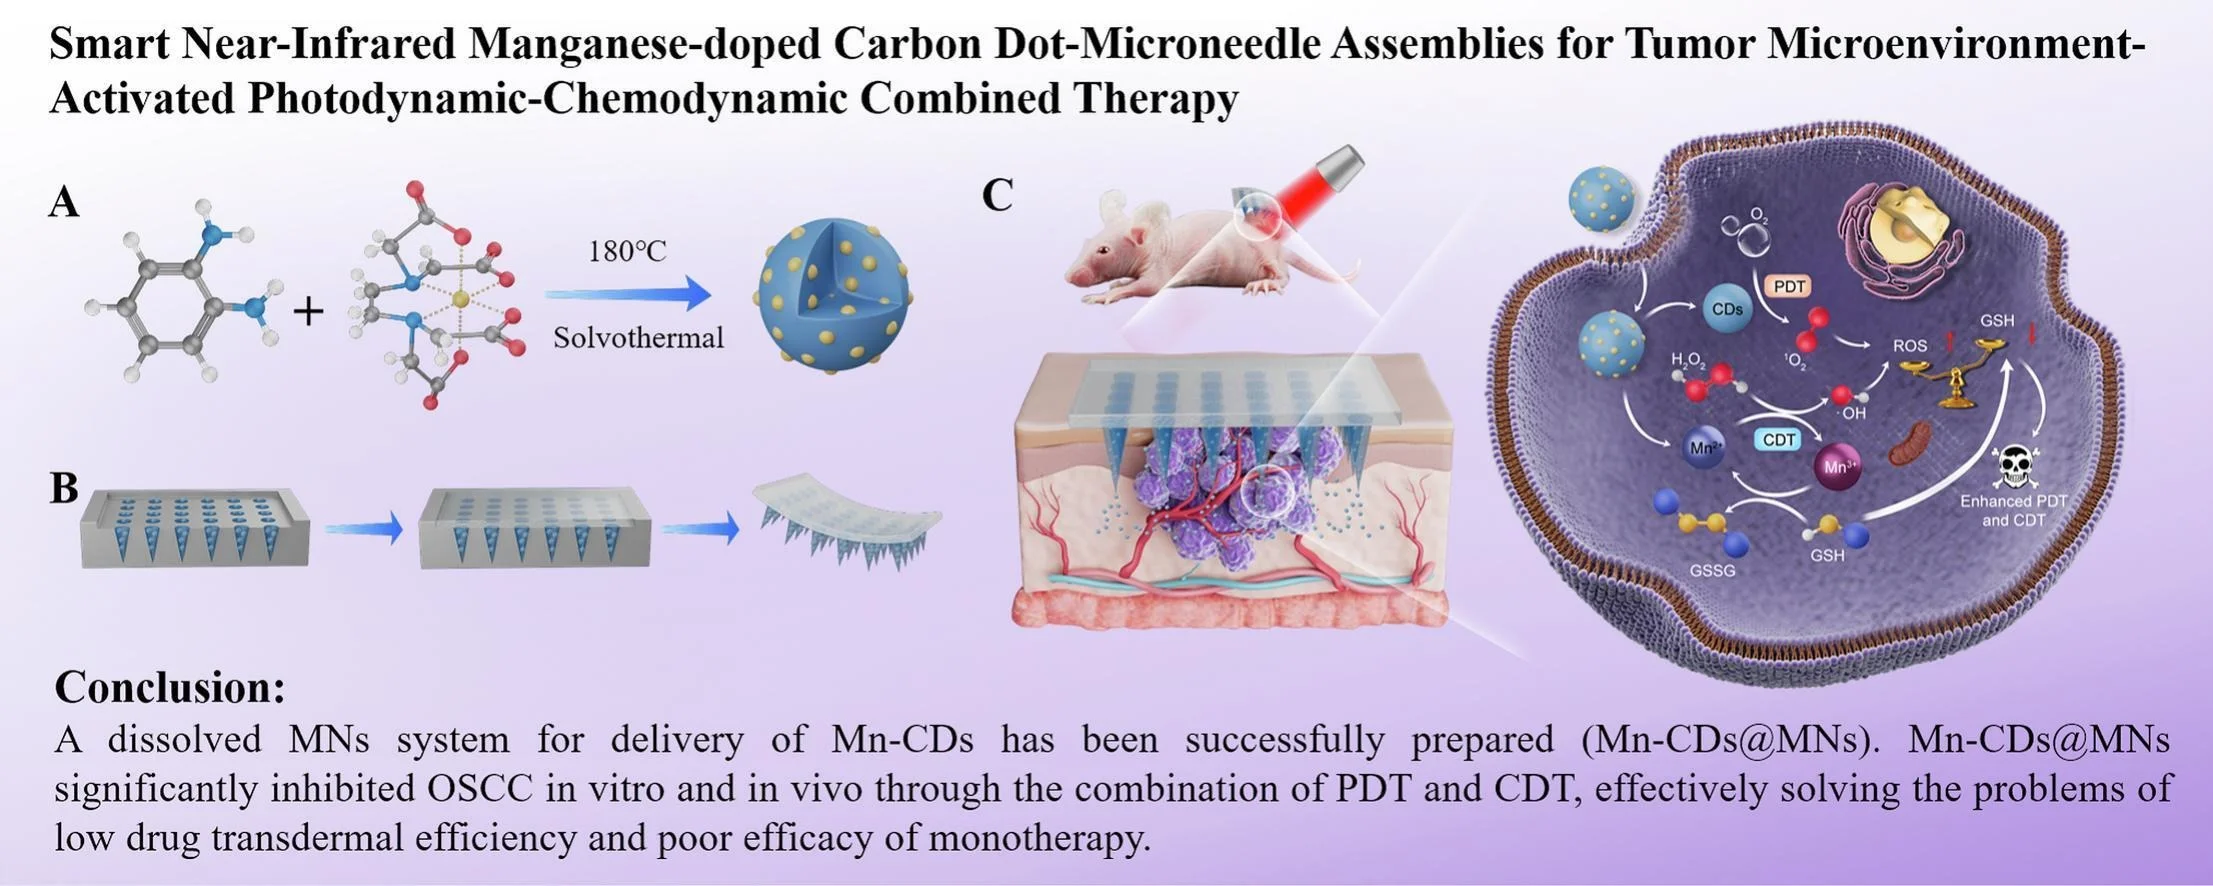 Smart Near-Infrared Manganese-doped Carbon Dot-Microneedle Assemblies for Tumor Microenvironment-
Activated Photodynamic-Chemodynamic Combined Therapy
A
+
180°C
Solvothermal
B
C
O₂
PDT
CDs
¹O₂
ROS
GSH
H₂O₂
·OH
Mn²⁺
CDT
Mn³⁺
GSSG
GSH
Enhanced PDT
and CDT
Conclusion:
A dissolved MNs system for delivery of Mn-CDs has been successfully prepared (Mn-CDs@MNs). Mn-CDs@MNs
significantly inhibited OSCC in vitro and in vivo through the combination of PDT and CDT, effectively solving the problems of
low drug transdermal efficiency and poor efficacy of monotherapy.